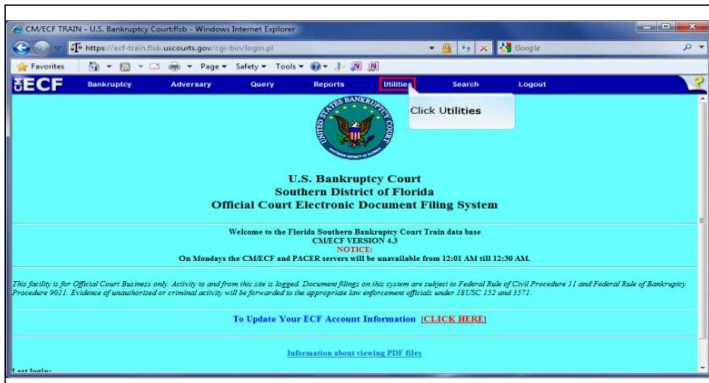 CM/ECF TRAIN - U.S. Bankruptcy Court:flsb - Windows Internet Explorer
https://ecf-train.flsb.uscourts.gov/cgi-bin/login.pl
Google
Favorites Page Safety Tools
ECF Bankruptcy Adversary Query Reports Utilities Search Logout ?
Click Utilities
UNITED STATES BANKRUPTCY COURT
U.S. Bankruptcy Court
Southern District of Florida
Official Court Electronic Document Filing System
Welcome to the Florida Southern Bankruptcy Court Train data base
CM/ECF VERSION 4.3
NOTICE:
On Mondays the CM/ECF and PACER servers will be unavailable from 12:01 AM till 12:30 AM.
This facility is for Official Court Business only. Activity to and from this site is logged. Document filings on this system are subject to Federal Rule of Civil Procedure 11 and Federal Rule of Bankruptcy
Procedure 9011. Evidence of unauthorized or criminal activity will be forwarded to the appropriate law enforcement officials under 18USC 152 and 3571.
To Update Your ECF Account Information [CLICK HERE]
Information about viewing PDF files
Last login: